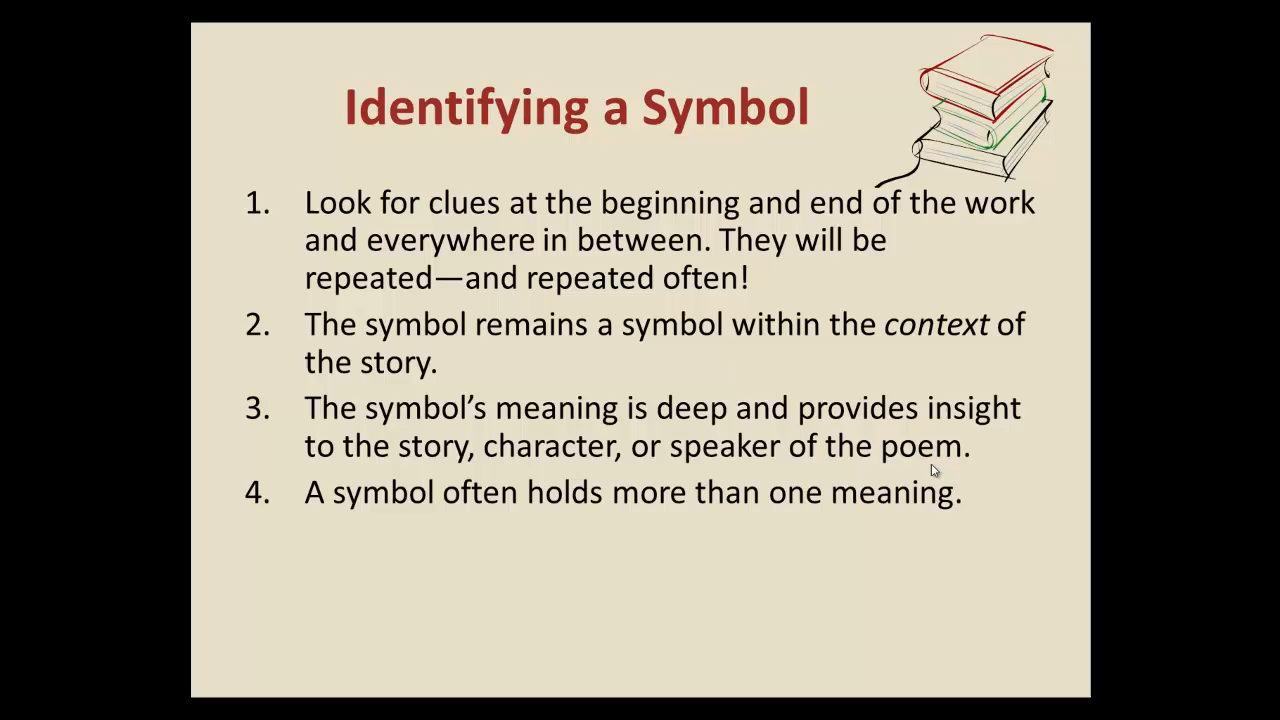 Identifying a Symbol
1. Look for clues at the beginning and end of the work
and everywhere in between. They will be
repeated—and repeated often!
2. The symbol remains a symbol within the context of
the story.
3. The symbol’s meaning is deep and provides insight
to the story, character, or speaker of the poem.
4. A symbol often holds more than one meaning.